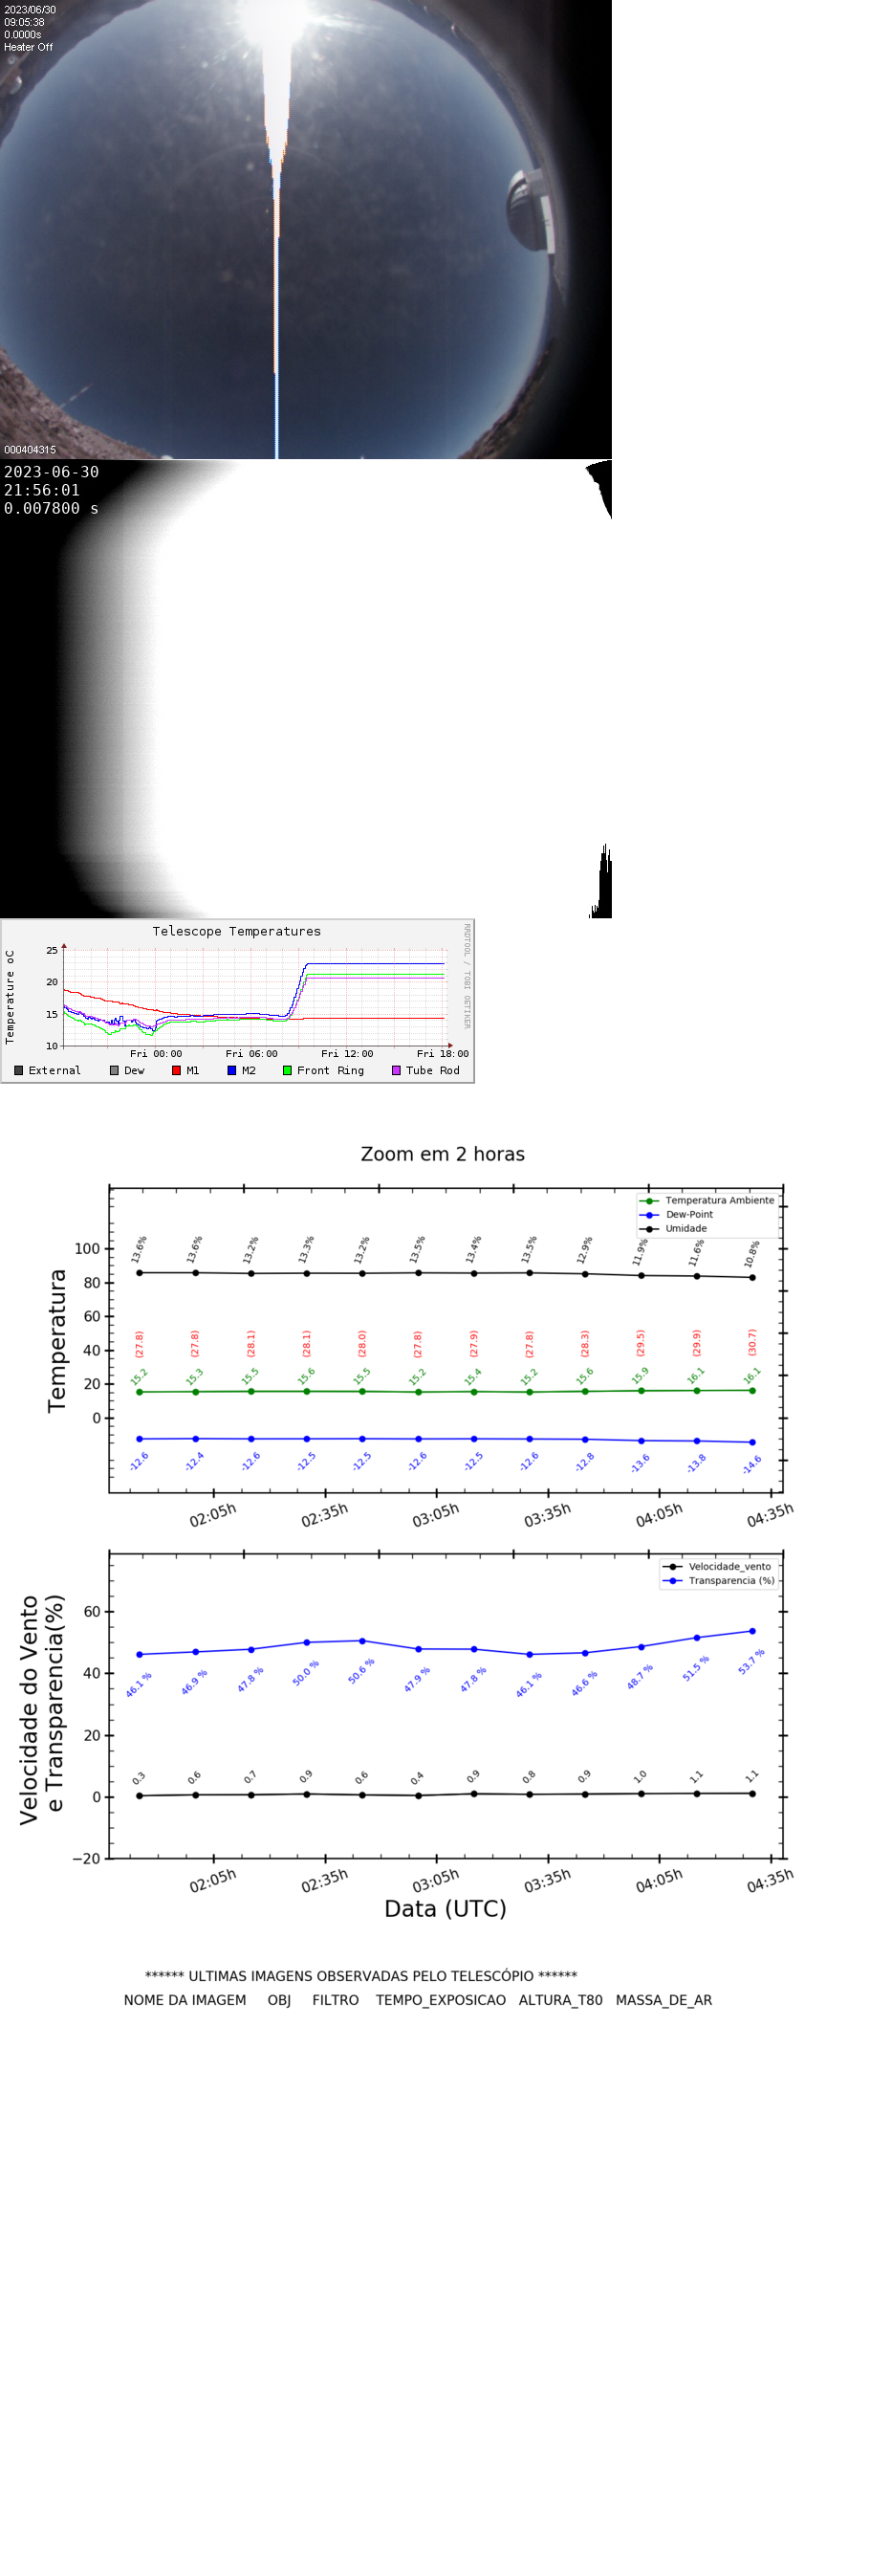 2023/06/30
09:05:38
0.0000s
Heater Off
000404315
2023-06-30
21:56:01
0.007800 s
Telescope Temperatures
Temperature oC
RRDTOOL / TOBI OETIKER
25
20
15
10
Fri 00:00 Fri 06:00 Fri 12:00 Fri 18:00
External Dew M1 M2 Front Ring Tube Rod
Zoom em 2 horas
Temperatura
Temperatura Ambiente
Dew-Point
Umidade
100
80
60
40
20
0
13.6% 13.6% 13.2% 13.3% 13.2% 13.5% 13.4% 13.5% 12.9% 11.9% 11.6% 10.8%
(27.8) (27.8) (28.1) (28.1) (28.0) (27.8) (27.9) (27.8) (28.3) (29.5) (29.9) (30.7)
15.2 15.3 15.5 15.6 15.5 15.2 15.4 15.2 15.6 15.9 16.1 16.1
-12.6 -12.4 -12.6 -12.5 -12.5 -12.6 -12.5 -12.6 -12.8 -13.6 -13.8 -14.6
02:05h 02:35h 03:05h 03:35h 04:05h 04:35h
Velocidade do Vento
e Transparencia(%)
Velocidade_vento
Transparencia (%)
60
40
20
0
−20
46.1 % 46.9 % 47.8 % 50.0 % 50.6 % 47.9 % 47.8 % 46.1 % 46.6 % 48.7 % 51.5 % 53.7 %
0.3 0.6 0.7 0.9 0.6 0.4 0.9 0.8 0.9 1.0 1.1 1.1
02:05h 02:35h 03:05h 03:35h 04:05h 04:35h
Data (UTC)
****** ULTIMAS IMAGENS OBSERVADAS PELO TELESCÓPIO ******
NOME DA IMAGEM OBJ FILTRO TEMPO_EXPOSICAO ALTURA_T80 MASSA_DE_AR